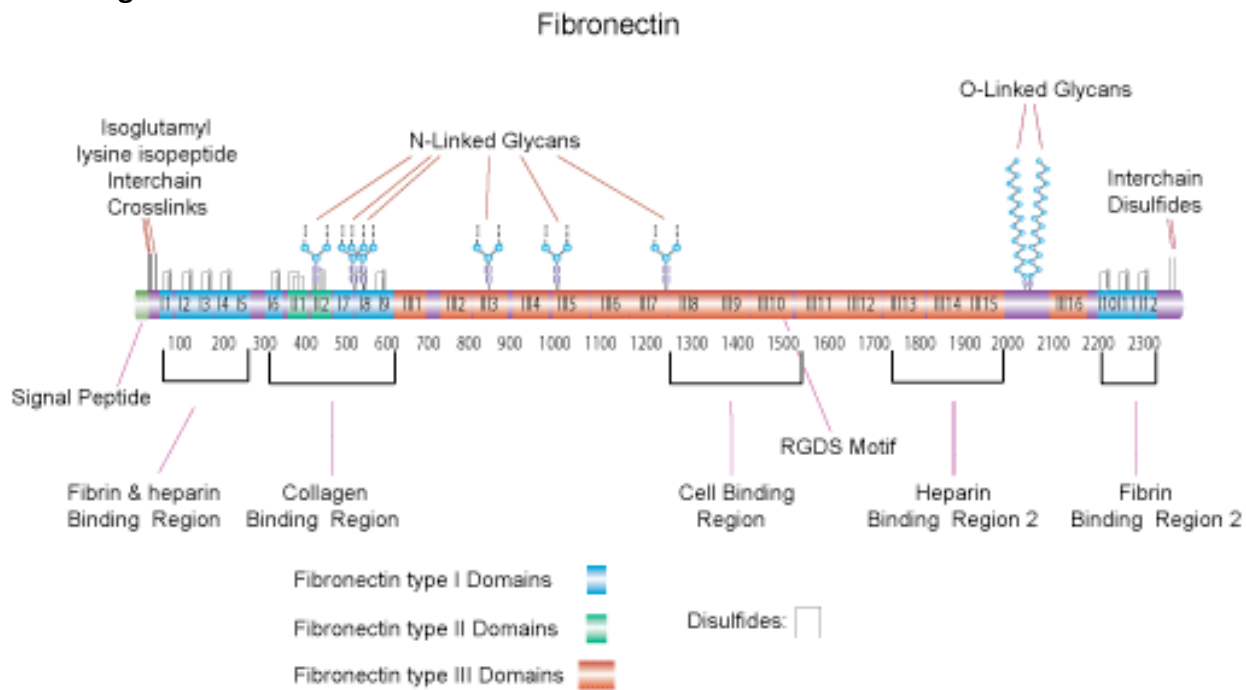 Fibronectin
O-Linked Glycans
Isoglutamyl
lysine isopeptide
Interchain
Crosslinks
N-Linked Glycans
Interchain
Disulfides
I1 I2 I3 I4 I5 I6 II1 II2 I7 I8 I9 III1 III2 III3 III4 III5 III6 III7 III8 III9 III10 III11 III12 III13 III14 III15 III16 I10 I11 I12
100 200 300 400 500 600 700 800 900 1000 1100 1200 1300 1400 1500 1600 1700 1800 1900 2000 2100 2200 2300
Signal Peptide
RGDS Motif
Fibrin & heparin
Binding Region
Collagen
Binding Region
Cell Binding
Region
Heparin
Binding Region 2
Fibrin
Binding Region 2
Fibronectin type I Domains
Fibronectin type II Domains
Disulfides:
Fibronectin type III Domains